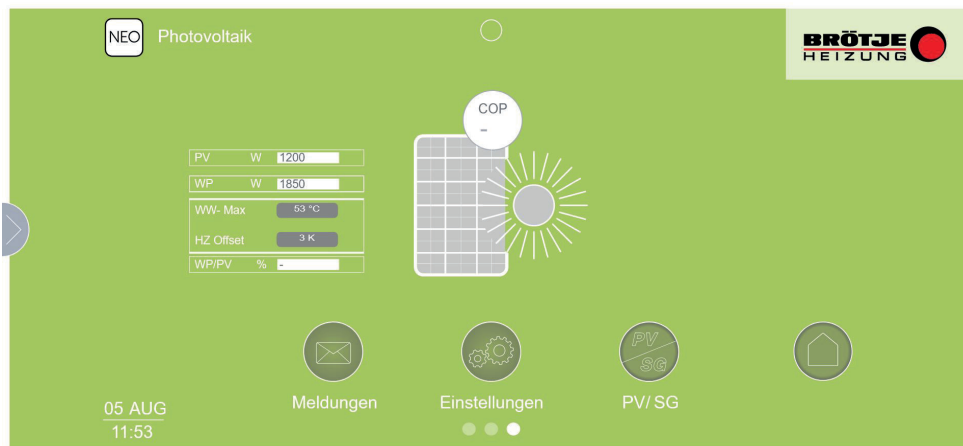 NEO Photovoltaik
BRÖTJE
HEIZUNG
COP
-
PV W 1200
WP W 1850
WW- Max 53 °C
HZ Offset 3 K
WP/PV % -
PV
SG
Meldungen Einstellungen PV/ SG
05 AUG
11:53